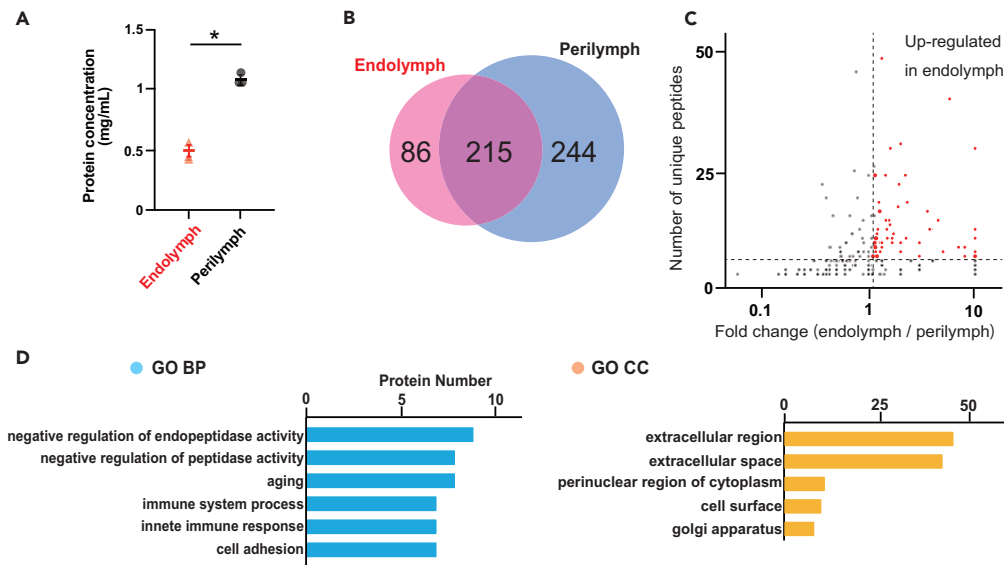 A
Protein concentration
(mg/mL)
1.5
1
0.5
0
*
Endolymph
Perilymph
B
Endolymph
Perilymph
86
215
244
C
Number of unique peptides
50
25
0
Up-regulated
in endolymph
0.1
1
10
Fold change (endolymph / perilymph)
D
GO BP
Protein Number
0
5
10
negative regulation of endopeptidase activity
negative regulation of peptidase activity
aging
immune system process
innete immune response
cell adhesion
GO CC
0
25
50
extracellular region
extracellular space
perinuclear region of cytoplasm
cell surface
golgi apparatus